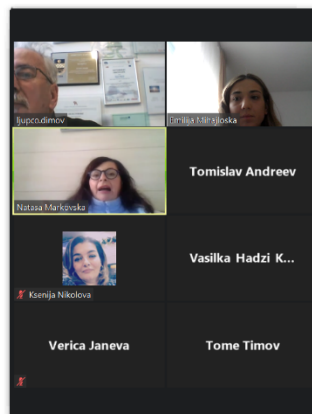 ljupco.dimov
Emilija Mihajloska
Natasa Markovska
Tomislav Andreev
Ksenija Nikolova
Vasilka Hadzi K...
Verica Janeva
Tome Timov